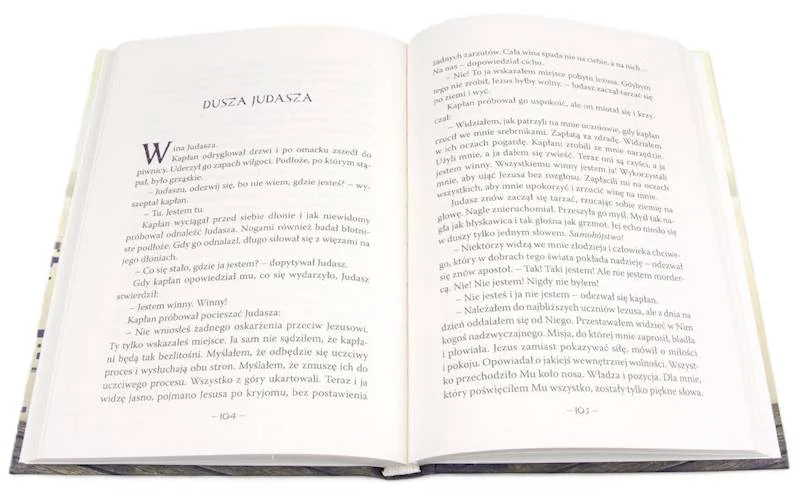 DUSZA JUDASZA
Wina Judasza.
Kapłan odryglował drzwi i po omacku zszedł do
piwnicy. Uderzył go zapach wilgoci. Podłoże, po którym stą-
pał, było grząskie.
– Judaszu, odezwij się, bo nie wiem, gdzie jesteś? – wy-
szeptał kapłan.
– Tu. Jestem tu.
Kapłan wyciągał przed siebie dłonie i jak niewidomy
próbował odnaleźć Judasza. Nogami również badał błotni-
ste podłoże. Gdy go odnalazł, długo siłował się z więzami na
jego dłoniach.
– Co się stało, gdzie ja jestem? – dopytywał Judasz.
Gdy kapłan opowiedział mu, co się wydarzyło, Judasz
stwierdził:
– Jestem winny. Winny!
Kapłan próbował pocieszać Judasza:
– Nie wniosłeś żadnego oskarżenia przeciw Jezusowi.
Ty tylko wskazałeś miejsce. Ja sam nie sądziłem, że kapła-
ni będą tak bezlitośni. Myślałem, że odbędzie się uczciwy
proces i wysłuchają obu stron. Myślałem, że zmuszę ich do
uczciwego procesu. Wszystko z góry ukartowali. Teraz i ja
widzę jasno, pojmano Jesusa po kryjomu, bez postawienia
– 104 –
żadnych zarzutów. Cała wina spada nie na ciebie, a na nich...
Na nas – dopowiedział cicho.
– Nie! To ja wskazałem miejsce pobytu Jezusa. Gdybym
tego nie zrobił, Jezus byłby wolny. – Judasz zaczął tarzać się
po ziemi i wyć.
Kapłan próbował go uspokoić, ale on miotał się i krzy-
czał:
– Widziałem, jak patrzyli na mnie uczniowie, gdy kapłan
rzucił we mnie srebrnikami. Zapłatą za zdradę. Widziałem
w ich oczach pogardę. Kapłani zrobili ze mnie narzędzie.
Użyli mnie, a ja dałem się zwieść. Teraz oni są czyści, a ja
jestem winny. Wszystkiemu winny jestem ja! Wykorzystali
mnie, aby ująć Jezusa bez rozgłosu. Zapłacili mi na oczach
wszystkich, aby mnie upokorzyć i zrzucić winę na mnie.
Judasz znów zaczął się tarzać, rzucając sobie ziemię na
głowę. Nagle znieruchomiał. Przeszyła go myśl. Myśl tak na-
gła jak błyskawica i tak głośna jak grzmot. Jej echo niosło się
w duszy tylko jednym słowem. Samobójstwo!
– Niektórzy widzą we mnie złodzieja i człowieka chciwe-
go, który w dobrach tego świata pokłada nadzieję – odezwał
się znów apostoł. – Tak! Taki jestem! Ale nie jestem morder-
cą. Nie! Nie jestem! Nigdy nie byłem!
– Nie jesteś i ja nie jestem – odezwał się kapłan.
– Należałem do najbliższych uczniów Jezusa, ale z dnia na
dzień oddalałem się od Niego. Przestawałem widzieć w Nim
kogoś nadzwyczajnego. Misja, do której mnie zaprosił, bladła
i płowiała. Jezus zamiast pokazywać siłę, mówił o miłości
i pokoju. Opowiadał o jakiejś wewnętrznej wolności. Wszyst-
ko przechodziło Mu koło nosa. Władza i pozycja. Dla mnie,
który poświęciłem Mu wszystko, zostały tylko piękne słowa.
– 105 –